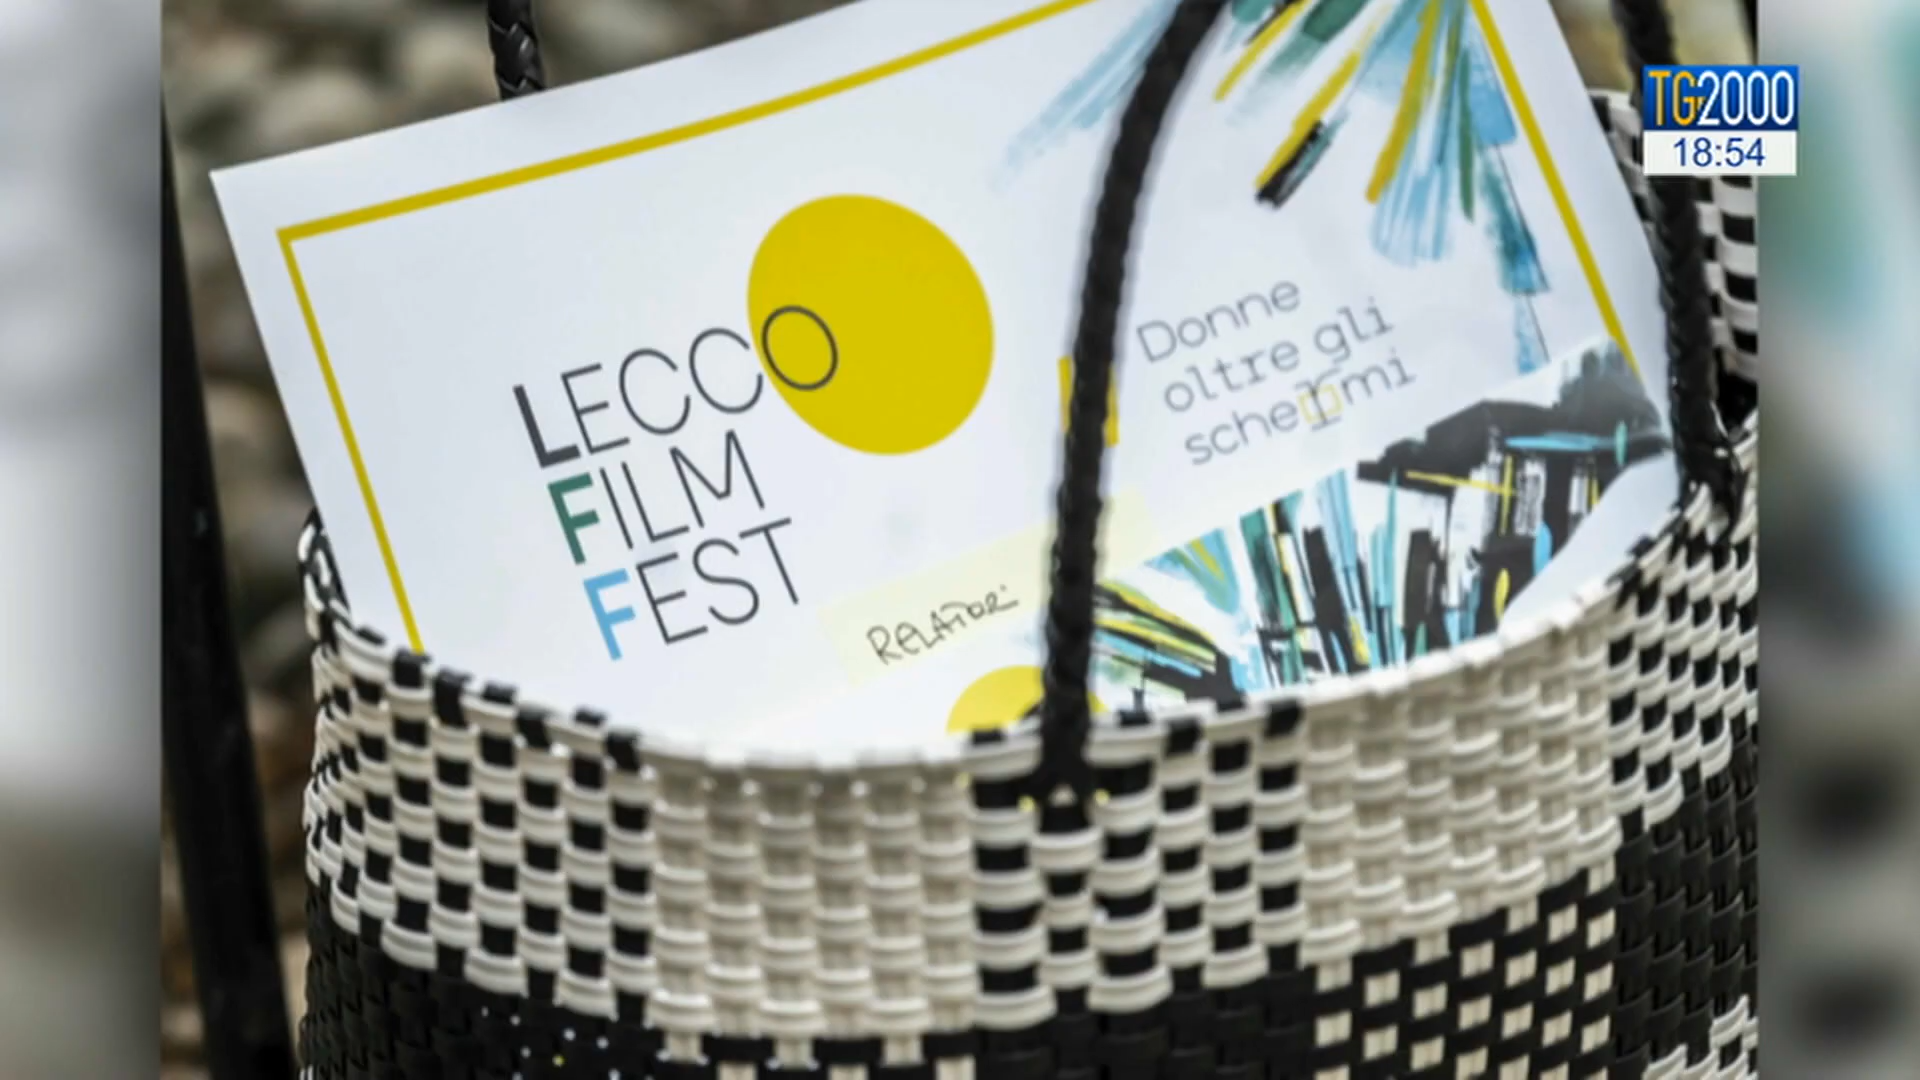 TG2000
18:54
LECCO
FILM
FEST
Donne
oltre gli
schermi
RELATORI